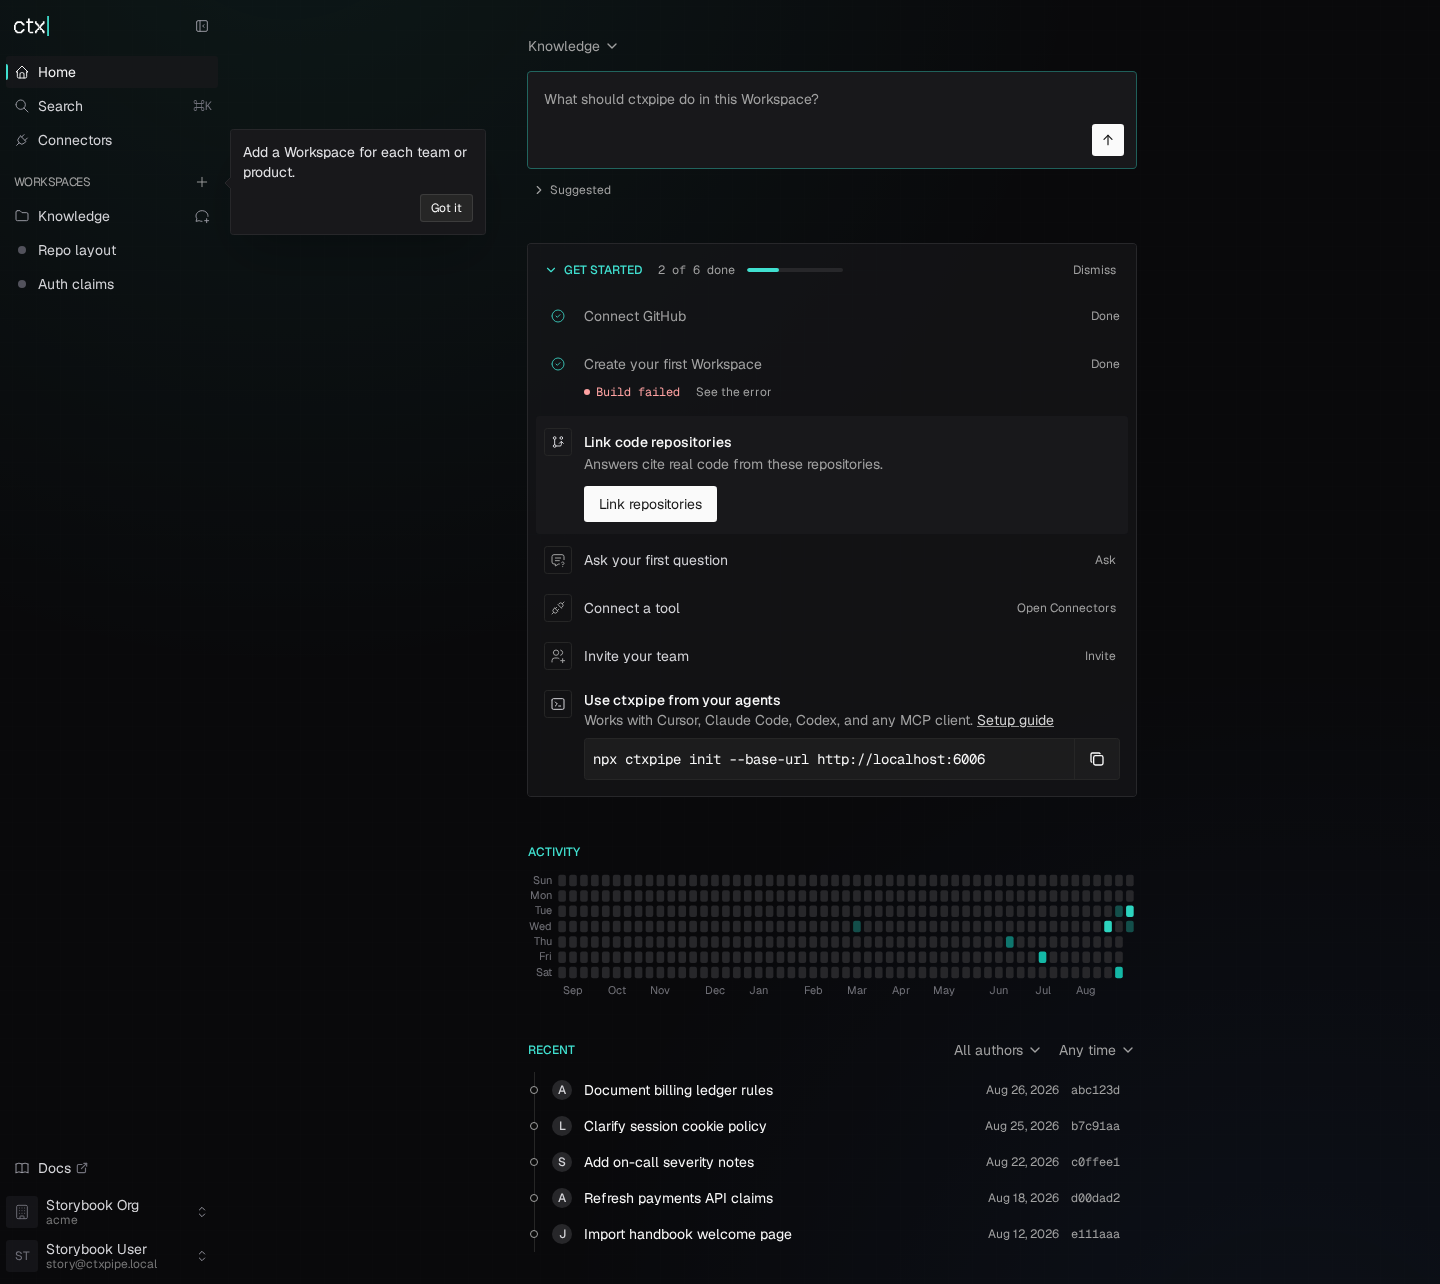 ctx
Home
Search ⌘K
Connectors
WORKSPACES
Knowledge
Repo layout
Auth claims
Add a Workspace for each team or
product.
Got it
Knowledge
What should ctxpipe do in this Workspace?
Suggested
GET STARTED 2 of 6 done Dismiss
Connect GitHub Done
Create your first Workspace Done
Build failed See the error
Link code repositories
Answers cite real code from these repositories.
Link repositories
Ask your first question Ask
Connect a tool Open Connectors
Invite your team Invite
Use ctxpipe from your agents
Works with Cursor, Claude Code, Codex, and any MCP client. Setup guide
npx ctxpipe init --base-url http://localhost:6006
ACTIVITY
Sun
Mon
Tue
Wed
Thu
Fri
Sat
Sep Oct Nov Dec Jan Feb Mar Apr May Jun Jul Aug
RECENT All authors Any time
A Document billing ledger rules Aug 26, 2026 abc123d
L Clarify session cookie policy Aug 25, 2026 b7c91aa
S Add on-call severity notes Aug 22, 2026 c0ffee1
A Refresh payments API claims Aug 18, 2026 d00dad2
J Import handbook welcome page Aug 12, 2026 e111aaa
Docs
Storybook Org
acme
ST Storybook User
story@ctxpipe.local